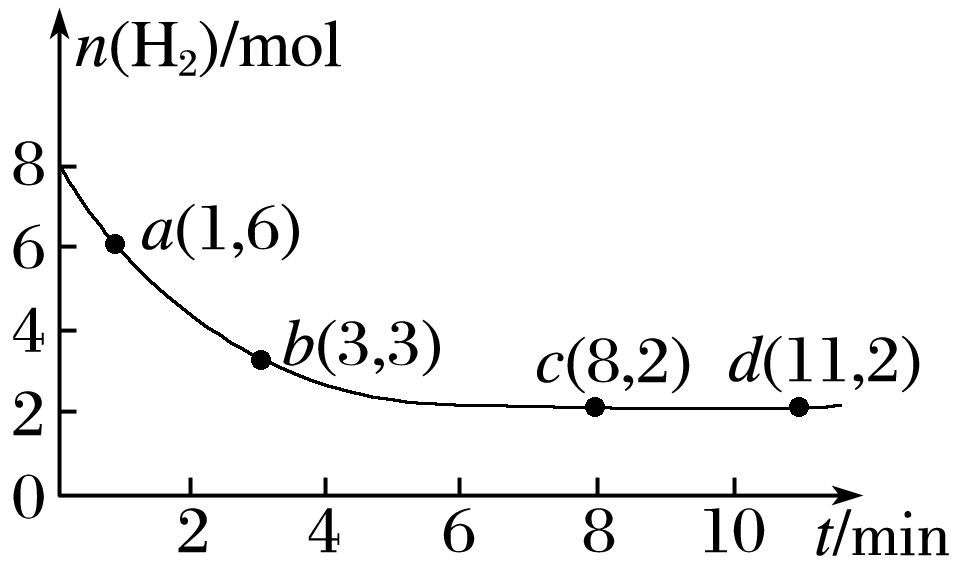 n(H₂)/mol
8
6
4
2
0
a(1,6)
b(3,3)
c(8,2)
d(11,2)
2 4 6 8 10 t/min